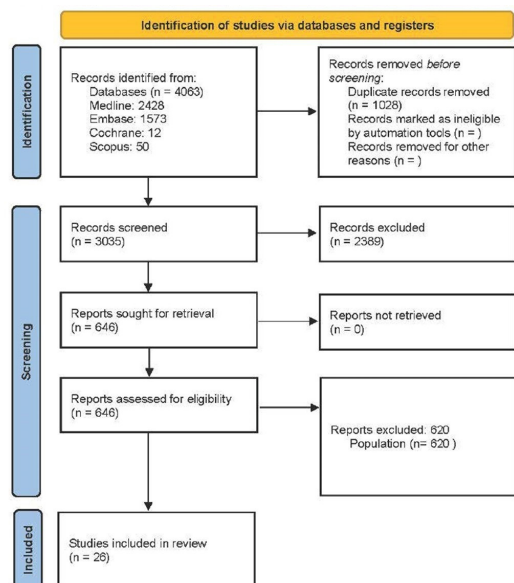 Identification of studies via databases and registers
Identification
Records identified from:
Databases (n = 4063)
Medline: 2428
Embase: 1573
Cochrane: 12
Scopus: 50
Records removed before
screening:
Duplicate records removed
(n = 1028)
Records marked as ineligible
by automation tools (n = )
Records removed for other
reasons (n = )
Screening
Records screened
(n = 3035)
Records excluded
(n = 2389)
Reports sought for retrieval
(n = 646)
Reports not retrieved
(n = 0)
Reports assessed for eligibility
(n = 646)
Reports excluded: 620
Population (n= 620 )
Included
Studies included in review
(n = 26)